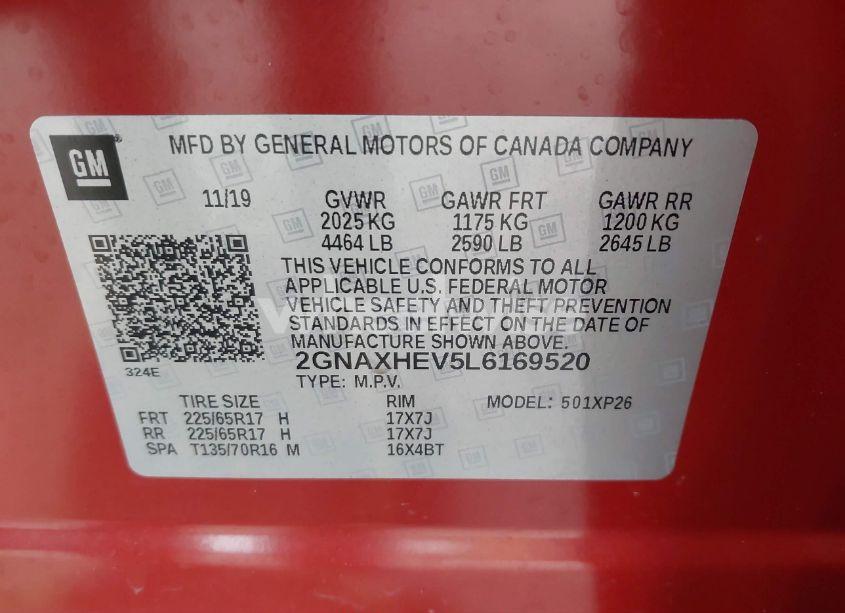 GM
MFD BY GENERAL MOTORS OF CANADA COMPANY
11/19 GVWR GAWR FRT GAWR RR
2025 KG 1175 KG 1200 KG
4464 LB 2590 LB 2645 LB
THIS VEHICLE CONFORMS TO ALL
APPLICABLE U.S. FEDERAL MOTOR
VEHICLE SAFETY AND THEFT PREVENTION
STANDARDS IN EFFECT ON THE DATE OF
MANUFACTURE SHOWN ABOVE.
324E 2GNAXHEV5L6169520
TYPE: M.P.V.
TIRE SIZE RIM MODEL: 501XP26
FRT 225/65R17 H 17X7J
RR 225/65R17 H 17X7J
SPA T135/70R16 M 16X4BT